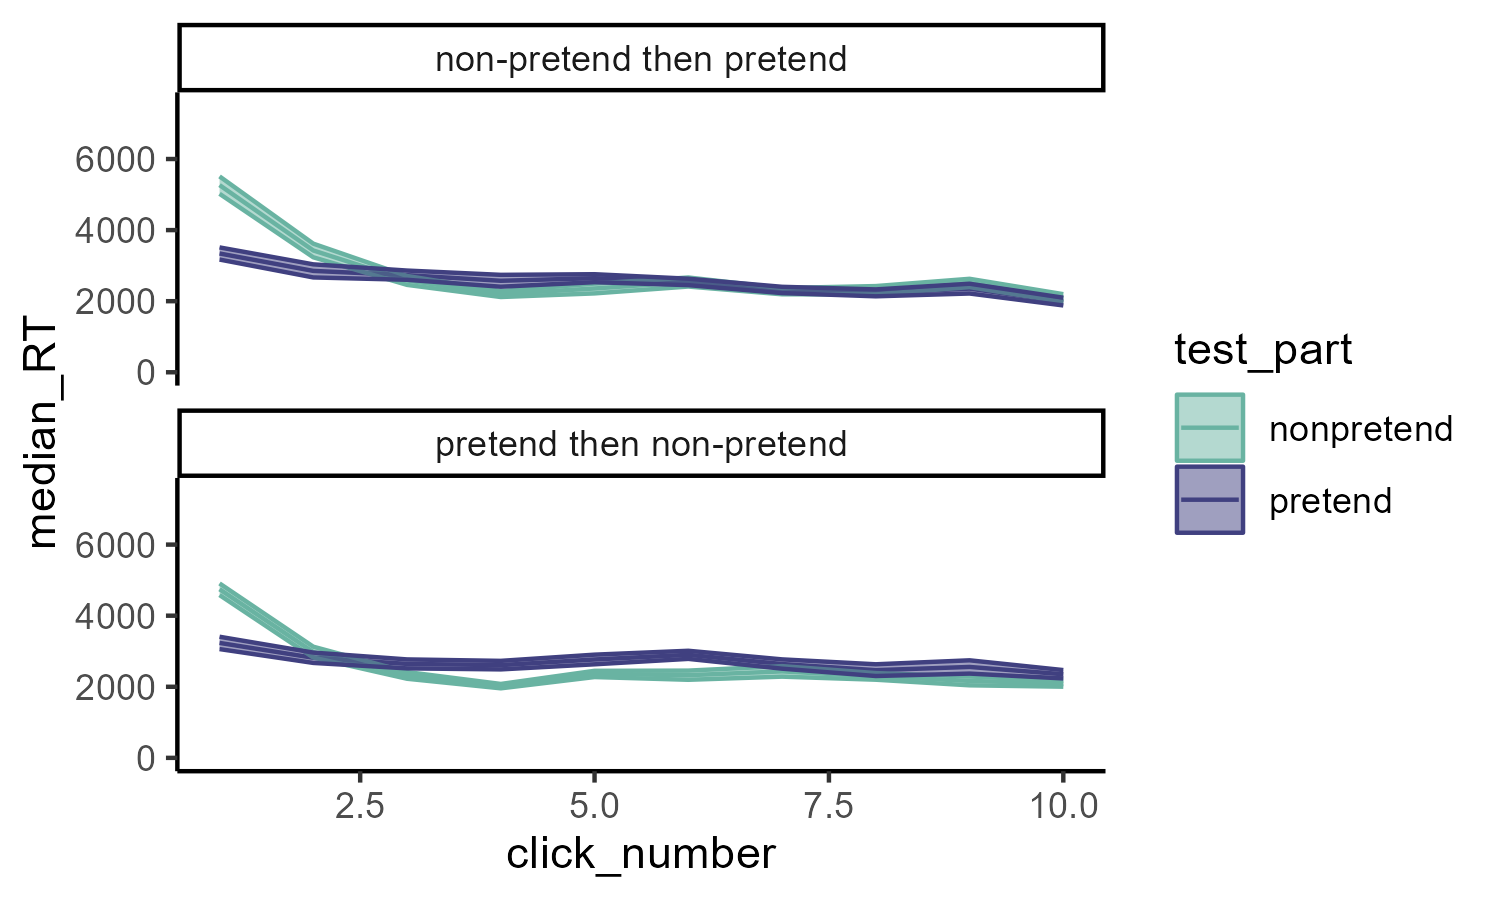 non-pretend then pretend
6000
4000
2000
0
pretend then non-pretend
6000
4000
2000
0
2.5 5.0 7.5 10.0
click_number
median_RT
test_part
nonpretend
pretend